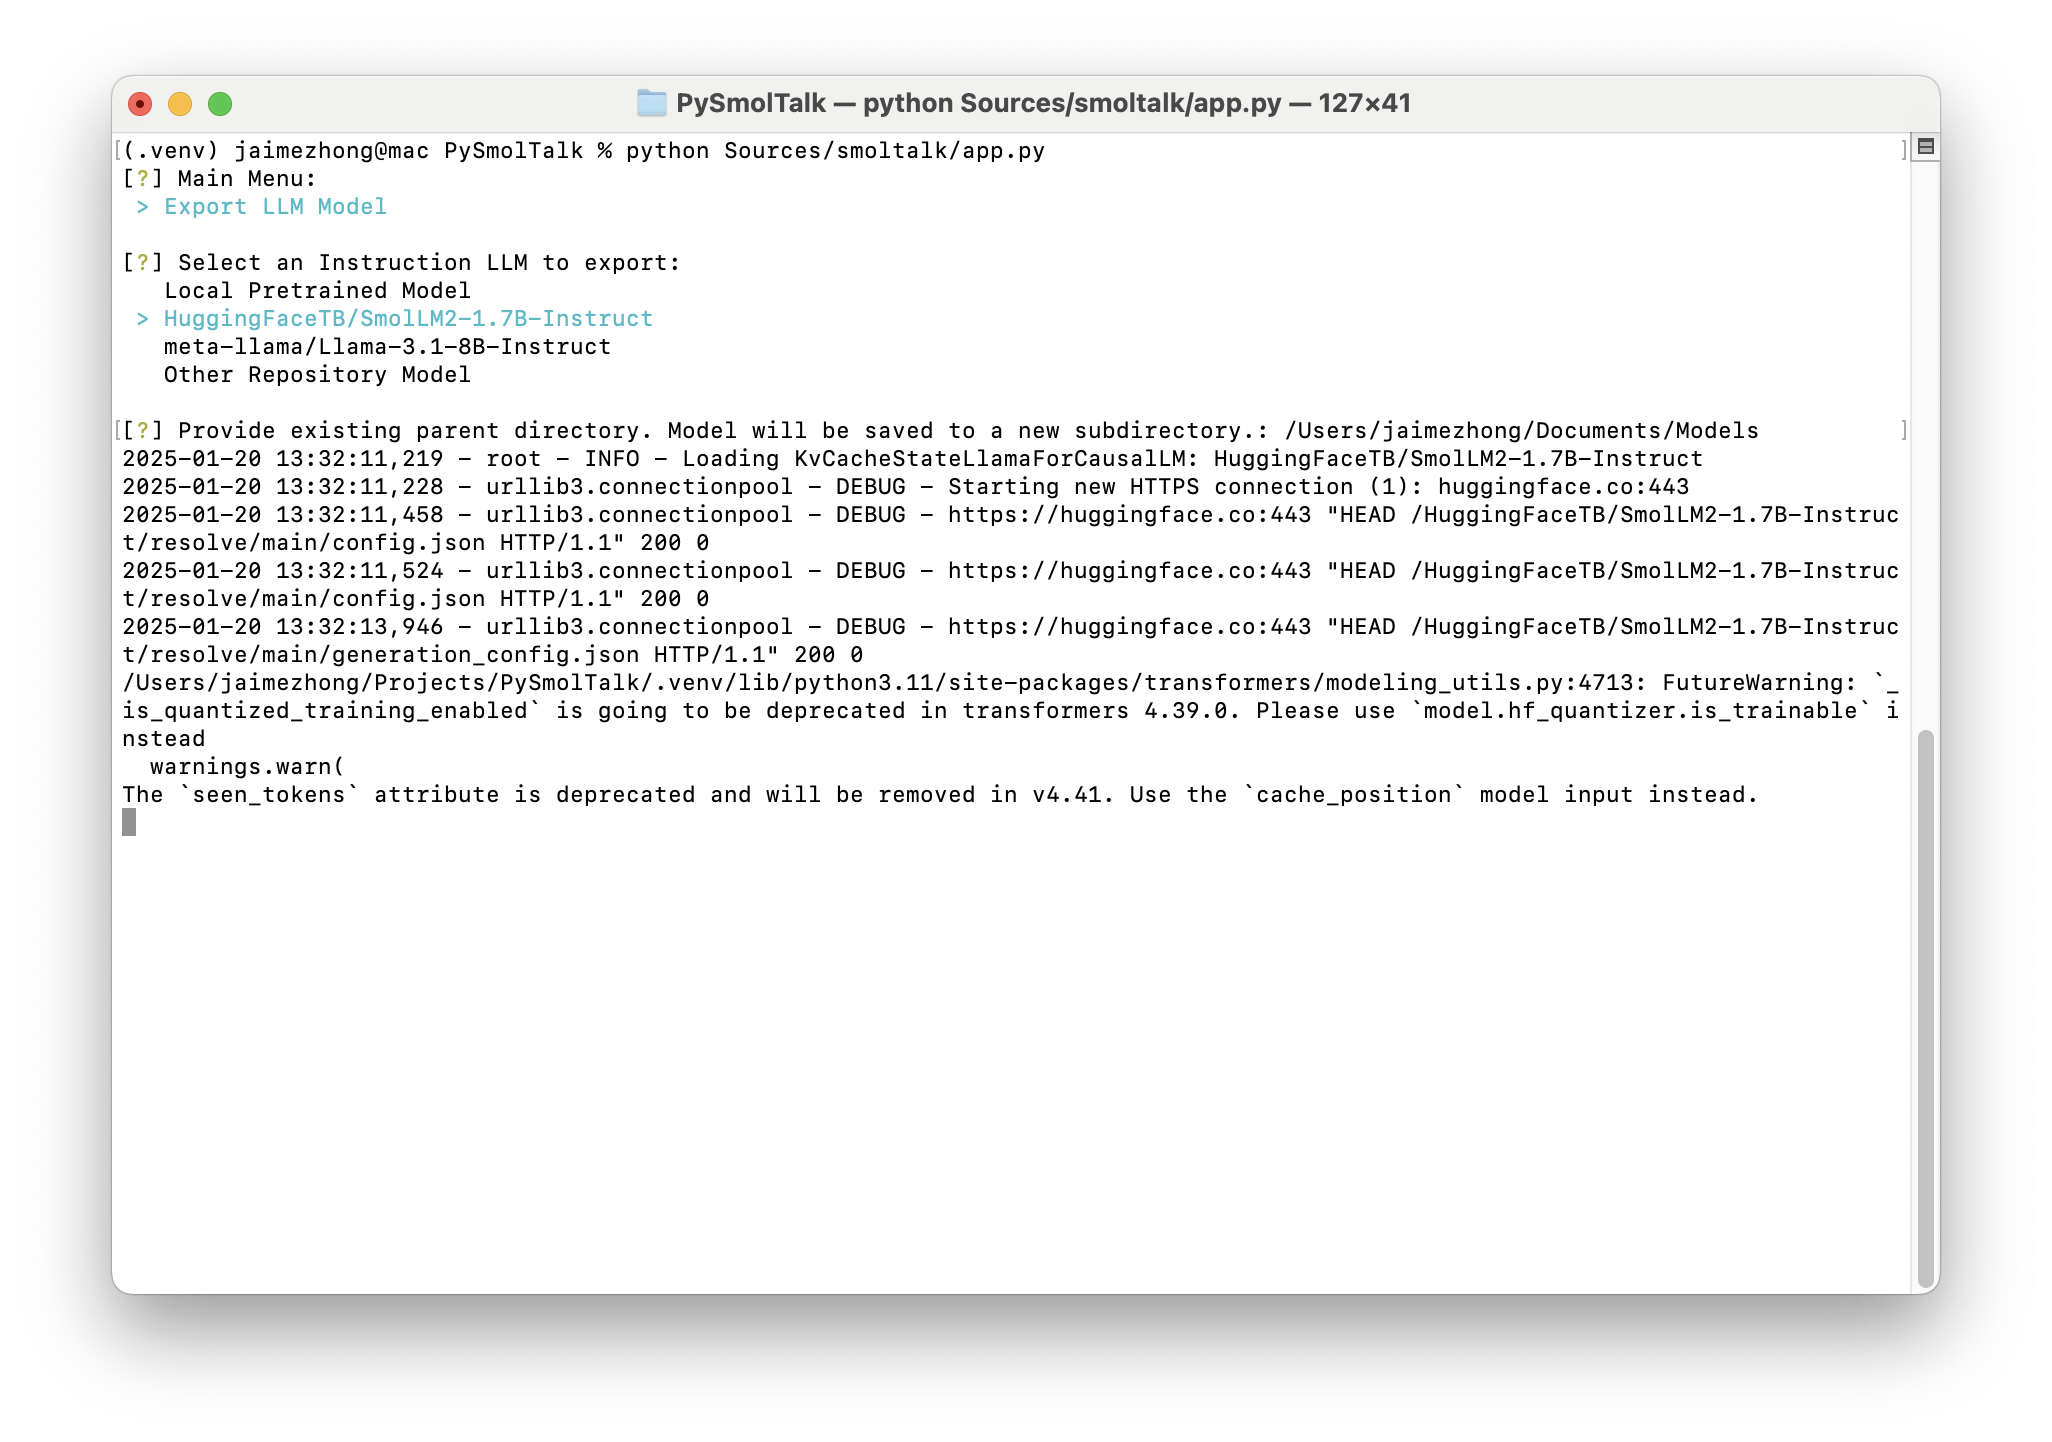 PySmolTalk — python Sources/smoltalk/app.py — 127×41
[(.venv) jaimezhong@mac PySmolTalk % python Sources/smoltalk/app.py ]
[?] Main Menu:
 > Export LLM Model
[?] Select an Instruction LLM to export:
   Local Pretrained Model
 > HuggingFaceTB/SmolLM2-1.7B-Instruct
   meta-llama/Llama-3.1-8B-Instruct
   Other Repository Model
[[?] Provide existing parent directory. Model will be saved to a new subdirectory.: /Users/jaimezhong/Documents/Models ]
2025-01-20 13:32:11,219 - root - INFO - Loading KvCacheStateLlamaForCausalLM: HuggingFaceTB/SmolLM2-1.7B-Instruct
2025-01-20 13:32:11,228 - urllib3.connectionpool - DEBUG - Starting new HTTPS connection (1): huggingface.co:443
2025-01-20 13:32:11,458 - urllib3.connectionpool - DEBUG - https://huggingface.co:443 "HEAD /HuggingFaceTB/SmolLM2-1.7B-Instruc
t/resolve/main/config.json HTTP/1.1" 200 0
2025-01-20 13:32:11,524 - urllib3.connectionpool - DEBUG - https://huggingface.co:443 "HEAD /HuggingFaceTB/SmolLM2-1.7B-Instruc
t/resolve/main/config.json HTTP/1.1" 200 0
2025-01-20 13:32:13,946 - urllib3.connectionpool - DEBUG - https://huggingface.co:443 "HEAD /HuggingFaceTB/SmolLM2-1.7B-Instruc
t/resolve/main/generation_config.json HTTP/1.1" 200 0
/Users/jaimezhong/Projects/PySmolTalk/.venv/lib/python3.11/site-packages/transformers/modeling_utils.py:4713: FutureWarning: `_
is_quantized_training_enabled` is going to be deprecated in transformers 4.39.0. Please use `model.hf_quantizer.is_trainable` i
nstead
  warnings.warn(
The `seen_tokens` attribute is deprecated and will be removed in v4.41. Use the `cache_position` model input instead.